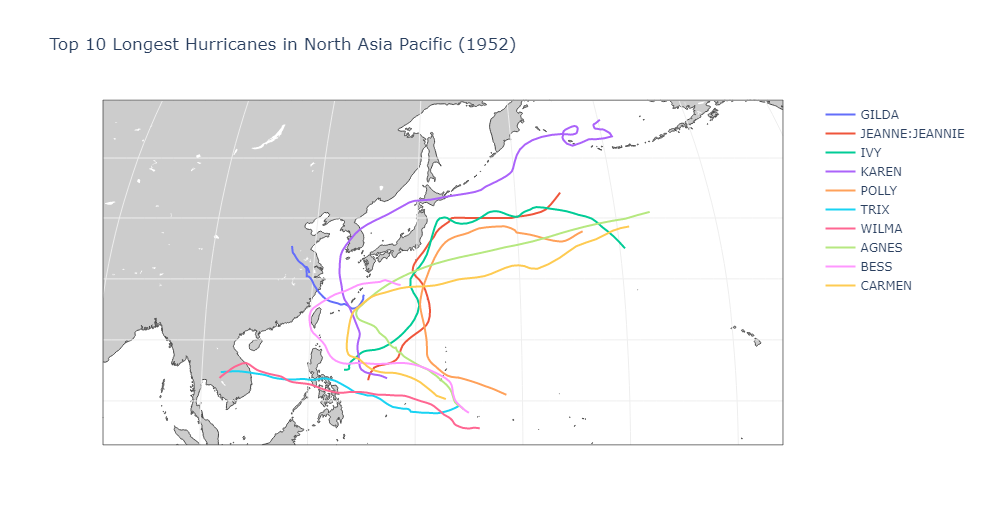 Top 10 Longest Hurricanes in North Asia Pacific (1952)
GILDA
JEANNE:JEANNIE
IVY
KAREN
POLLY
TRIX
WILMA
AGNES
BESS
CARMEN